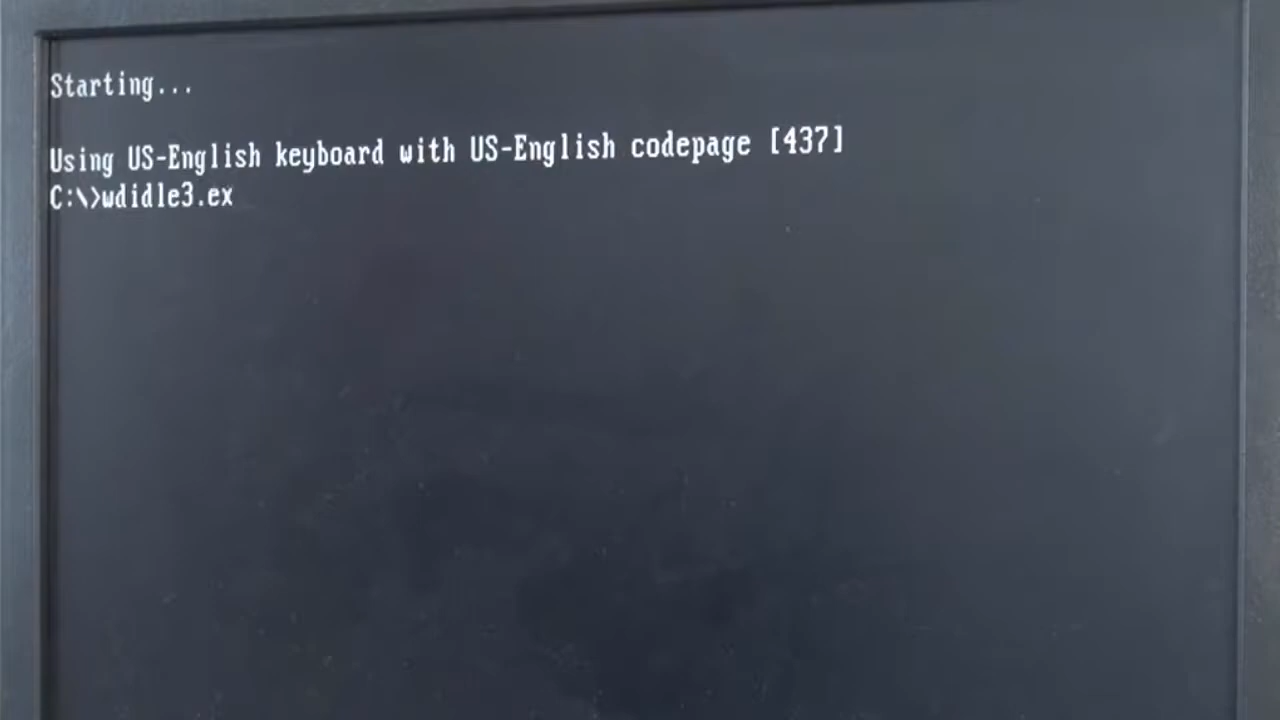 Starting...
Using US-English keyboard with US-English codepage [437]
C:\>wdidle3.ex